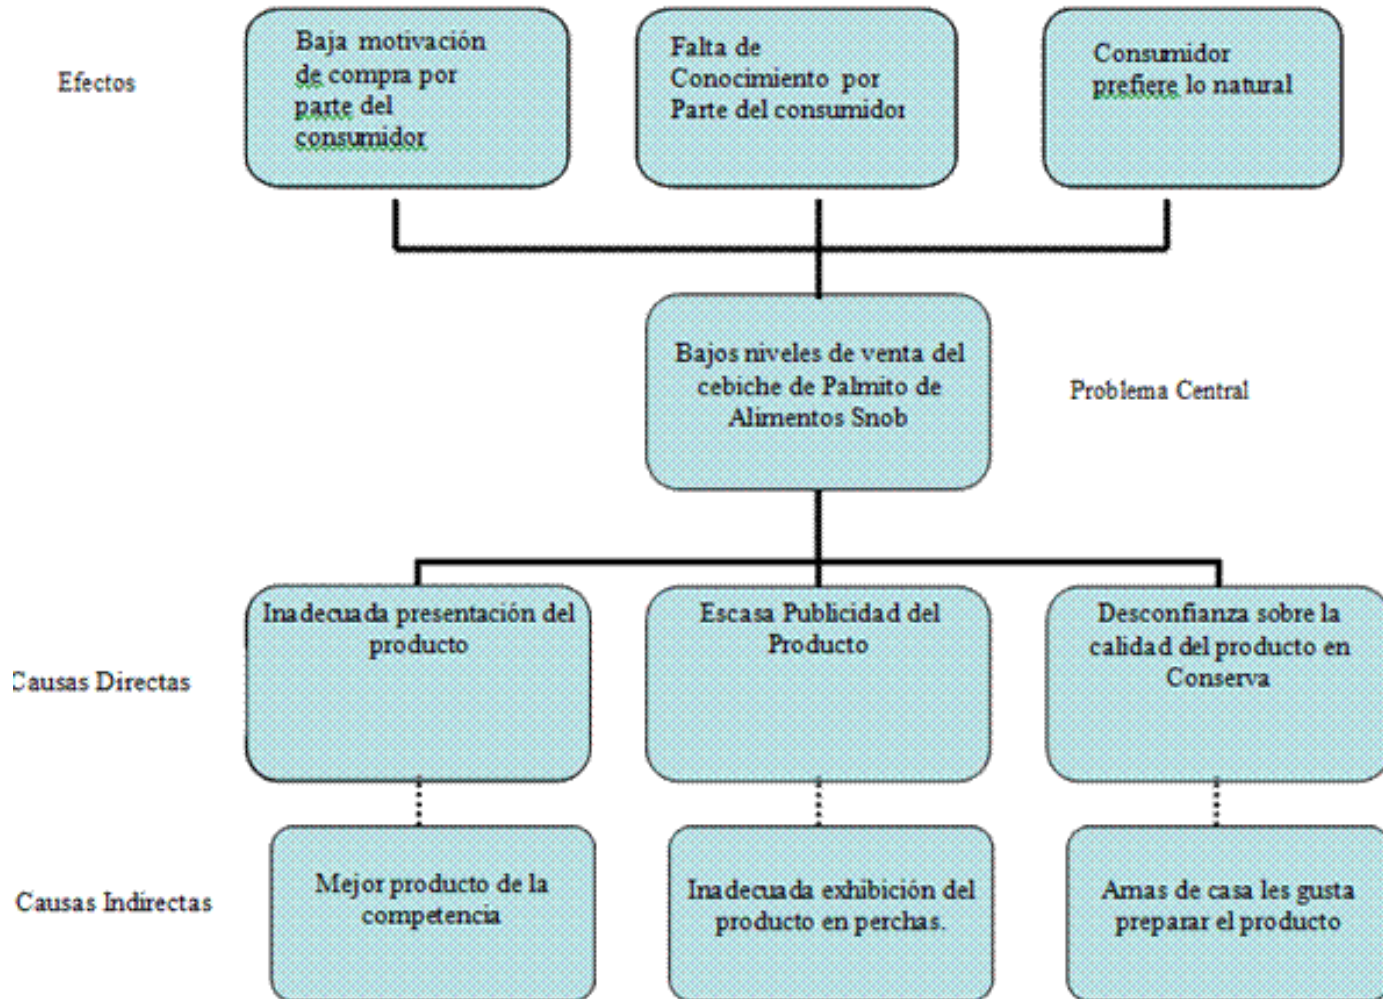 Efectos
Baja motivación
de compra por
parte del
consumidor
Falta de
Conocimiento por
Parte del consumidor
Consumidor
prefiere lo natural
Bajos niveles de venta del
cebiche de Palmito de
Alimentos Snob
Problema Central
Causas Directas
Inadecuada presentación del
producto
Escasa Publicidad del
Producto
Desconfianza sobre la
calidad del producto en
Conserva
Causas Indirectas
Mejor producto de la
competencia
Inadecuada exhibición del
producto en perchas.
Amas de casa les gusta
preparar el producto